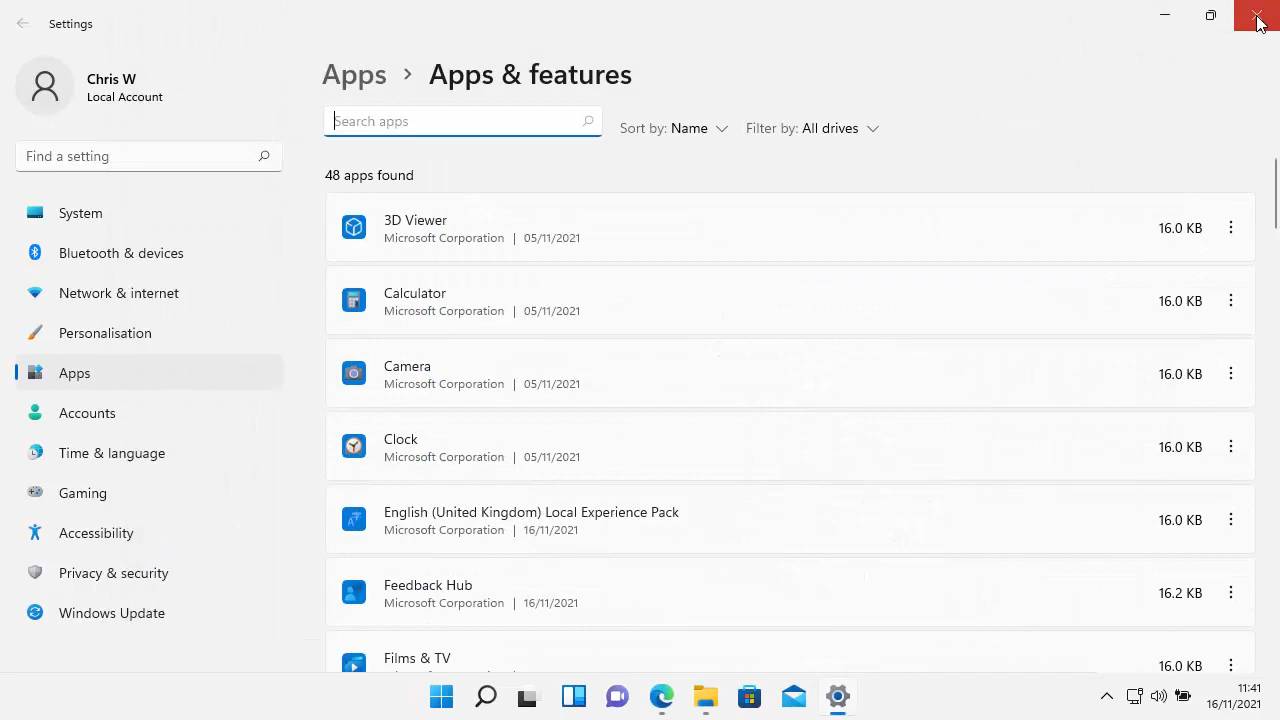 Settings
Chris W
Local Account
Find a setting
System
Bluetooth & devices
Network & internet
Personalisation
Apps
Accounts
Time & language
Gaming
Accessibility
Privacy & security
Windows Update
Apps > Apps & features
Search apps
Sort by: Name
Filter by: All drives
48 apps found
3D Viewer
Microsoft Corporation | 05/11/2021
16.0 KB
Calculator
Microsoft Corporation | 05/11/2021
16.0 KB
Camera
Microsoft Corporation | 05/11/2021
16.0 KB
Clock
Microsoft Corporation | 05/11/2021
16.0 KB
English (United Kingdom) Local Experience Pack
Microsoft Corporation | 16/11/2021
16.0 KB
Feedback Hub
Microsoft Corporation | 16/11/2021
16.2 KB
Films & TV
16.0 KB
11:41
16/11/2021